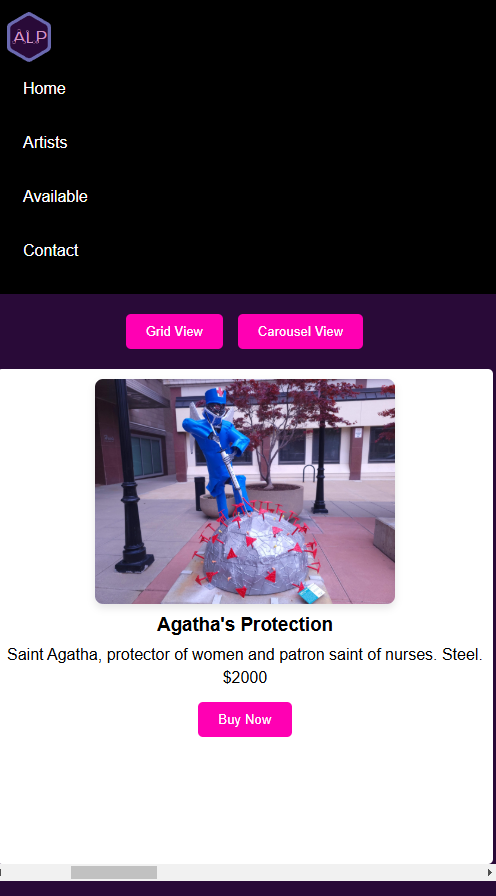 ALP
Home
Artists
Available
Contact
Grid View
Carousel View
Agatha's Protection
Saint Agatha, protector of women and patron saint of nurses. Steel.
$2000
Buy Now